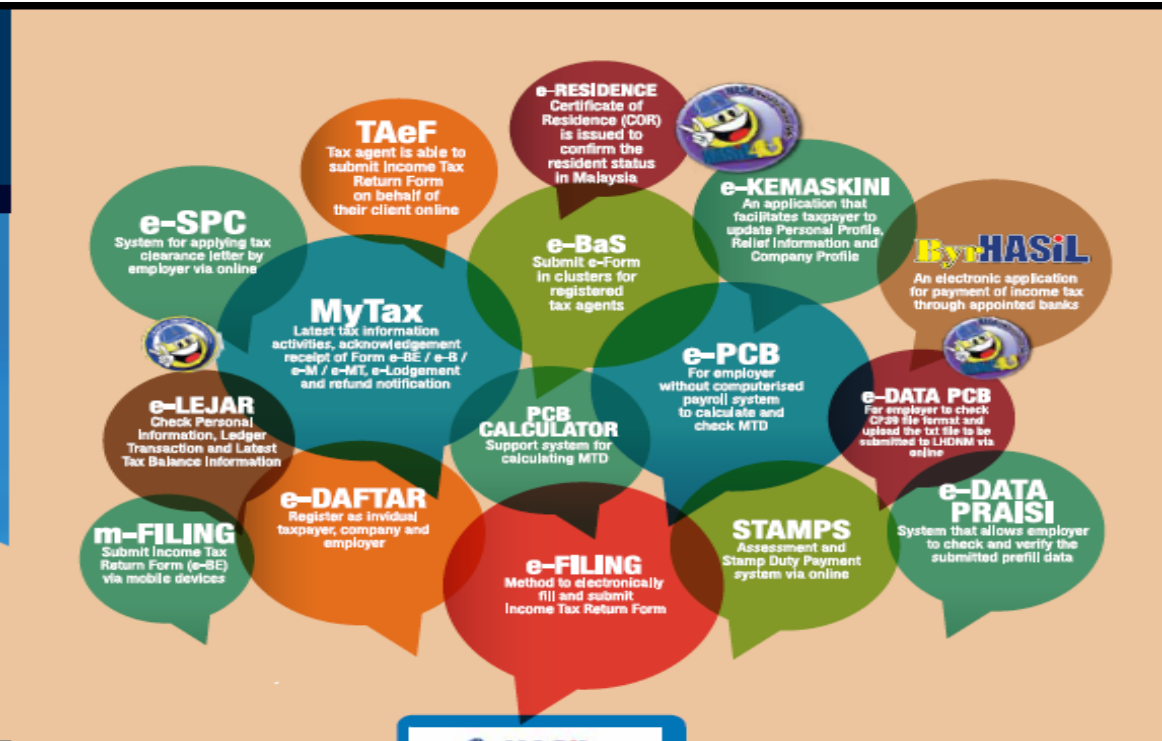 e-RESIDENCE
Certificate of
Residence (COR)
is issued to
confirm the
resident status
in Malaysia
TAeF
Tax agent is able to
submit Income Tax
Return Form
on behalf of
their client online
e-KEMASKINI
An application that
facilitates taxpayer to
update Personal Profile,
Relief Information and
Company Profile
e-SPC
System for applying tax
clearance letter by
employer via online
e-BaS
Submit e-Form
in clusters for
registered
tax agents
ByrHASiL
An electronic application
for payment of income tax
through appointed banks
MyTax
Latest tax information
activities, acknowledgement
receipt of Form e-BE / e-B /
e-M / e-MT, e-Lodgement
and refund notification
e-PCB
For employer
without computerised
payroll system
to calculate and
check MTD
e-LEJAR
Check Personal
Information, Ledger
Transaction and Latest
Tax Balance Information
PCB
CALCULATOR
Support system for
calculating MTD
e-DATA PCB
For employer to check
CP39 file format and
upload the txt file to be
submitted to LHDNM via
online
e-DAFTAR
Register as invidual
taxpayer, company and
employer
e-DATA
PRAISI
System that allows employer
to check and verify the
submitted prefill data
m-FILING
Submit Income Tax
Return Form (e-BE)
via mobile devices
STAMPS
Assessment and
Stamp Duty Payment
system via online
e-FILING
Method to electronically
fill and submit
Income Tax Return Form